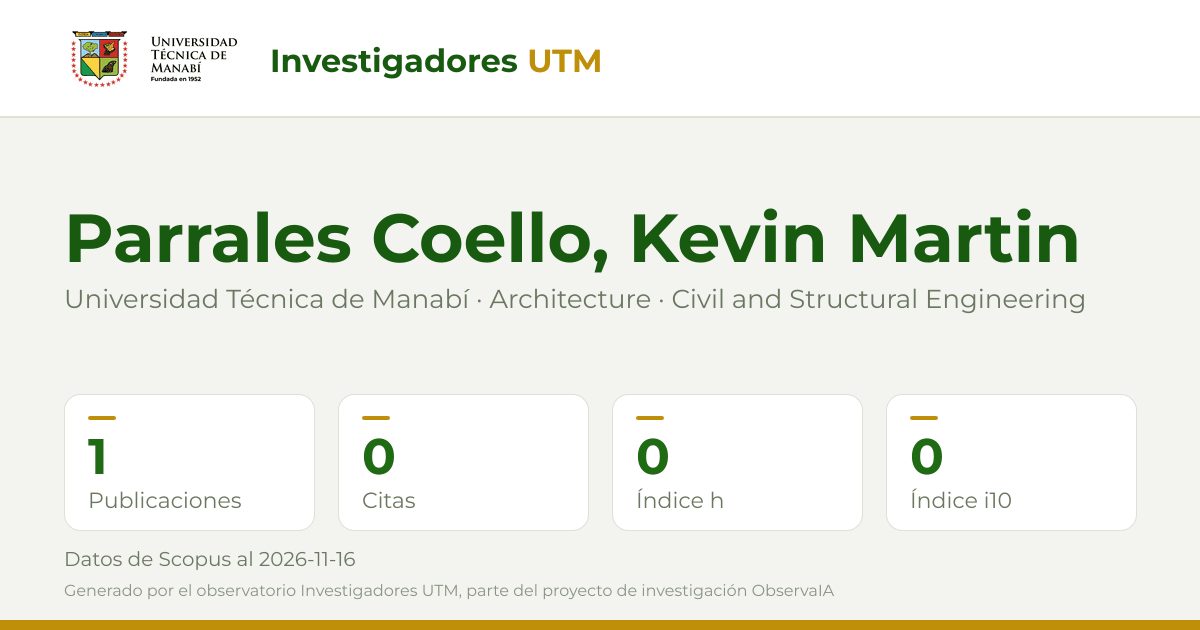 UNIVERSIDAD
TÉCNICA DE
MANABÍ
Fundada en 1952
Investigadores UTM
Parrales Coello, Kevin Martin
Universidad Técnica de Manabí · Architecture · Civil and Structural Engineering
1
Publicaciones
0
Citas
0
Índice h
0
Índice i10
Datos de Scopus al 2026-11-16
Generado por el observatorio Investigadores UTM, parte del proyecto de investigación ObservaIA